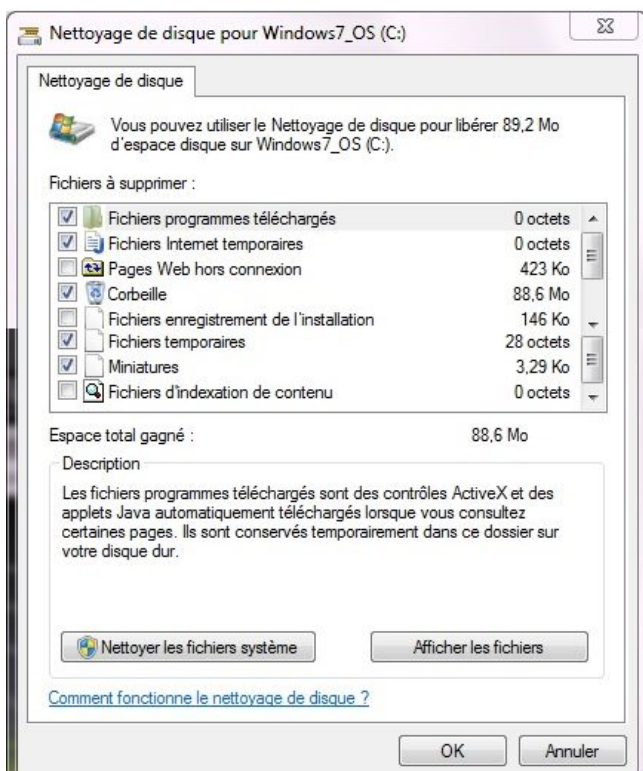 Nettoyage de disque pour Windows7_OS (C:)
Nettoyage de disque
Vous pouvez utiliser le Nettoyage de disque pour libérer 89,2 Mo
d'espace disque sur Windows7_OS (C:).
Fichiers à supprimer :
Fichiers programmes téléchargés 0 octets
Fichiers Internet temporaires 0 octets
Pages Web hors connexion 423 Ko
Corbeille 88,6 Mo
Fichiers enregistrement de l'installation 146 Ko
Fichiers temporaires 28 octets
Miniatures 3,29 Ko
Fichiers d'indexation de contenu 0 octets
Espace total gagné : 88,6 Mo
Description
Les fichiers programmes téléchargés sont des contrôles ActiveX et des
applets Java automatiquement téléchargés lorsque vous consultez
certaines pages. Ils sont conservés temporairement dans ce dossier sur
votre disque dur.
Nettoyer les fichiers système Afficher les fichiers
Comment fonctionne le nettoyage de disque ?
OK Annuler